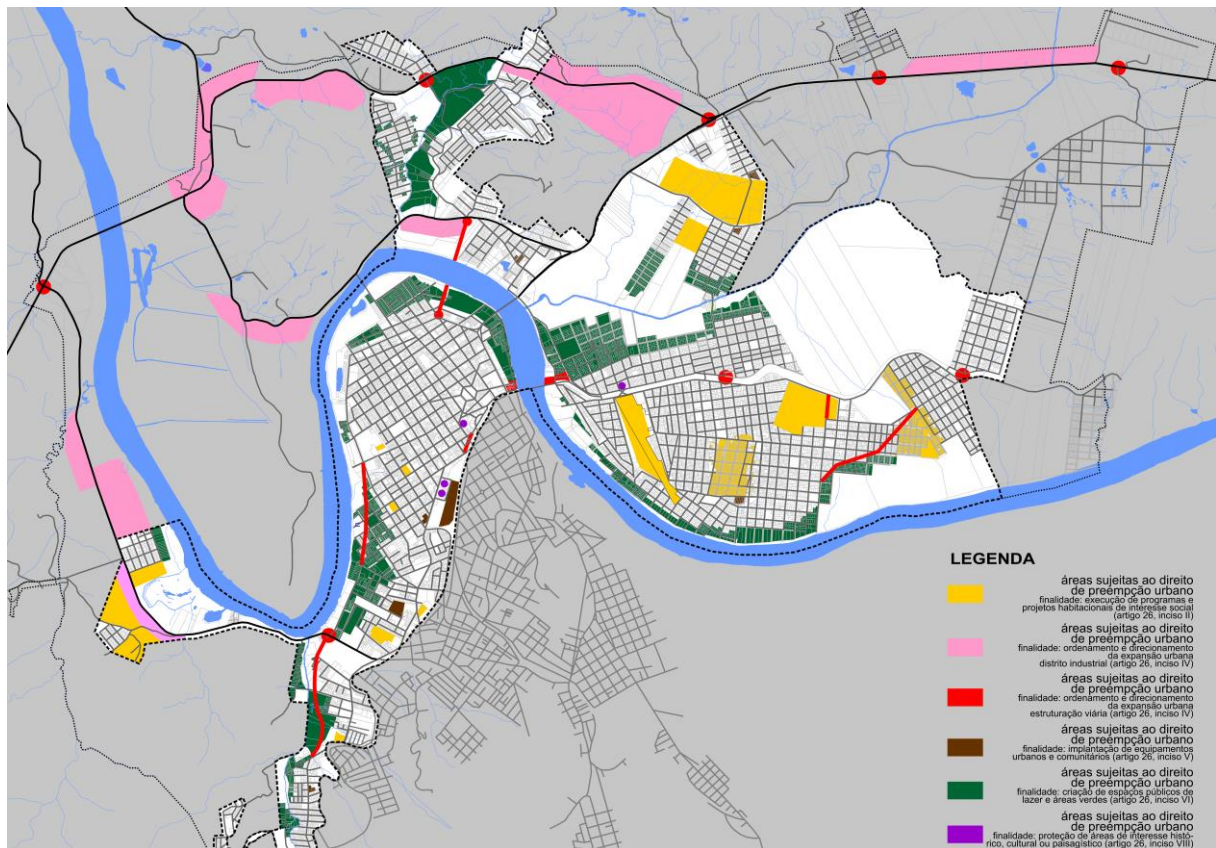 LEGENDA
áreas sujeitas ao direito
de preempção urbano
finalidade: execução de programas e
projetos habitacionais de interesse social
(artigo 26, inciso II)
áreas sujeitas ao direito
de preempção urbano
finalidade: ordenamento e direcionamento
da expansão urbana
distrito industrial (artigo 26, inciso IV)
áreas sujeitas ao direito
de preempção urbano
finalidade: ordenamento e direcionamento
da expansão urbana
estruturação viária (artigo 26, inciso IV)
áreas sujeitas ao direito
de preempção urbano
finalidade: implantação de equipamentos
urbanos e comunitários (artigo 26, inciso V)
áreas sujeitas ao direito
de preempção urbano
finalidade: criação de espaços públicos de
lazer e áreas verdes (artigo 26, inciso VI)
áreas sujeitas ao direito
de preempção urbano
finalidade: proteção de áreas de interesse histó-
rico, cultural ou paisagístico (artigo 26, inciso VIII)